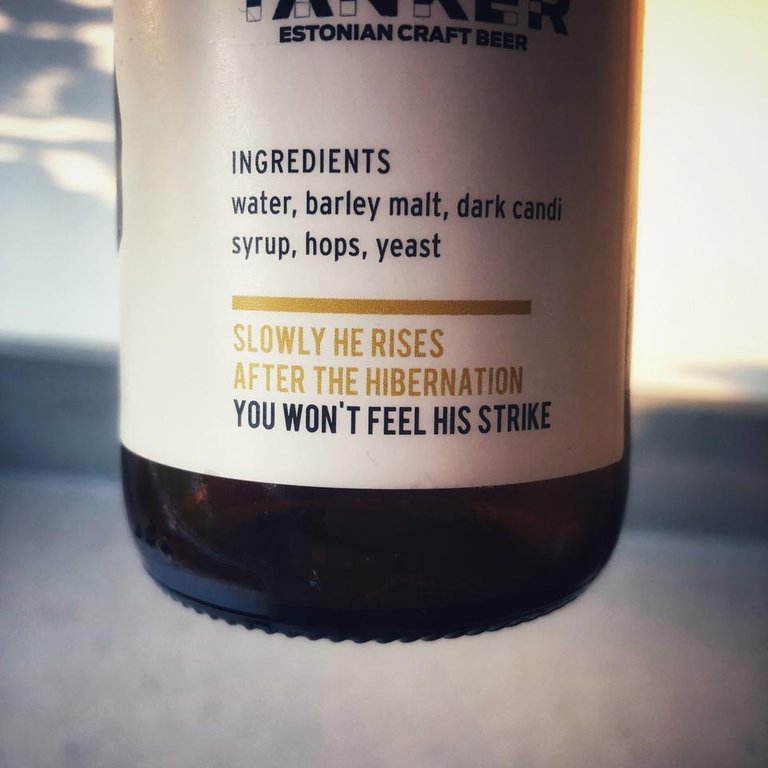 TANKER
ESTONIAN CRAFT BEER
INGREDIENTS
water, barley malt, dark candi
syrup, hops, yeast
SLOWLY HE RISES
AFTER THE HIBERNATION
YOU WON'T FEEL HIS STRIKE